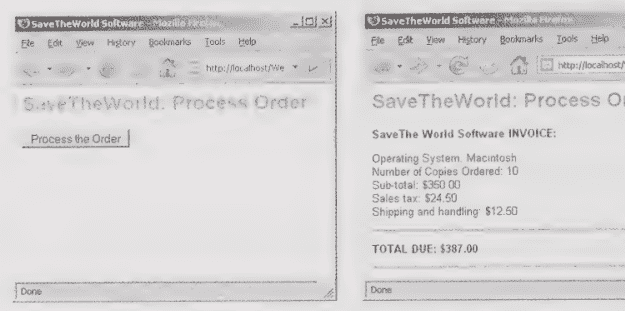 SaveTheWorld Software - Mozilla Firefox
File Edit View History Bookmarks Tools Help
http://localhost/We
SaveTheWorld: Process Order
Process the Order
Done
SaveTheWorld Software - Mozilla Firefox
File Edit View History Bookmarks Tools Help
http://localhost/
SaveTheWorld: Process Or
SaveThe World Software INVOICE:
Operating System: Macintosh
Number of Copies Ordered: 10
Sub-total: $350.00
Sales tax: $24.50
Shipping and handling: $12.50
TOTAL DUE: $387.00
Done